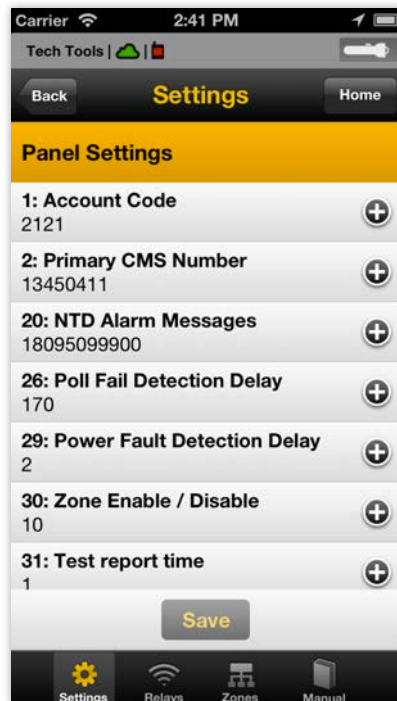 Carrier 2:41 PM
Tech Tools | |
Back Settings Home
Panel Settings
1: Account Code
2121
2: Primary CMS Number
13450411
20: NTD Alarm Messages
18095099900
26: Poll Fail Detection Delay
170
29: Power Fault Detection Delay
2
30: Zone Enable / Disable
10
31: Test report time
1
Save
Settings Relays Zones Manual